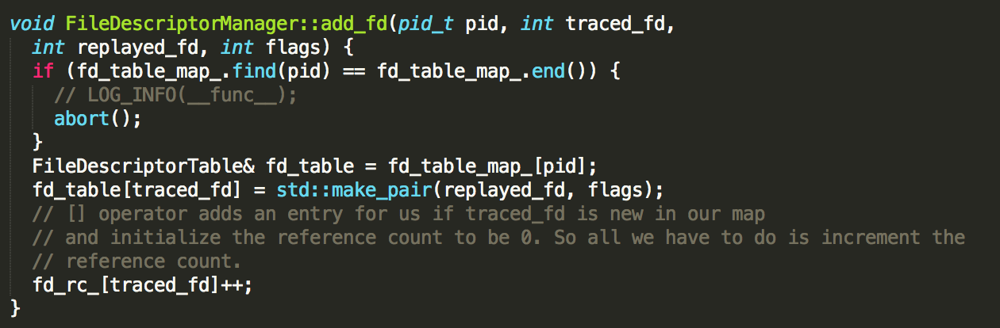 void FileDescriptorManager::add_fd(pid_t pid, int traced_fd,
  int replayed_fd, int flags) {
  if (fd_table_map_.find(pid) == fd_table_map_.end()) {
    // LOG_INFO(__func__);
    abort();
  }
  FileDescriptorTable& fd_table = fd_table_map_[pid];
  fd_table[traced_fd] = std::make_pair(replayed_fd, flags);
  // [] operator adds an entry for us if traced_fd is new in our map
  // and initialize the reference count to be 0. So all we have to do is increment the
  // reference count.
  fd_rc_[traced_fd]++;
}